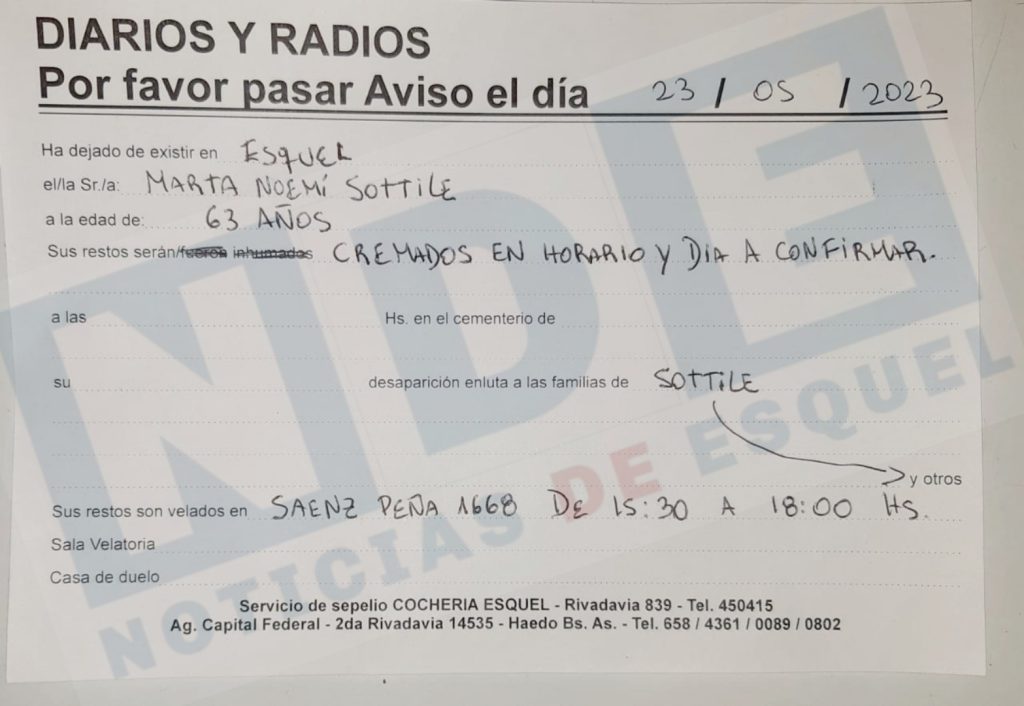 DIARIOS Y RADIOS
Por favor pasar Aviso el día 23 / 05 / 2023
Ha dejado de existir en ESQUEL
el/la Sr./a: MARTA NOEMÍ SOTTILE
a la edad de: 63 AÑOS
Sus restos serán/fueron inhumados CREMADOS EN HORARIO Y DIA A CONFIRMAR.
a las Hs. en el cementerio de
su desaparición enluta a las familias de SOTTILE
y otros
Sus restos son velados en SAENZ PEÑA 1668 DE 15:30 A 18:00 HS.
Sala Velatoria
Casa de duelo
Servicio de sepelio COCHERIA ESQUEL - Rivadavia 839 - Tel. 450415
Ag. Capital Federal - 2da Rivadavia 14535 - Haedo Bs. As. - Tel. 658 / 4361 / 0089 / 0802
NDE
NOTICIAS DE ESQUEL